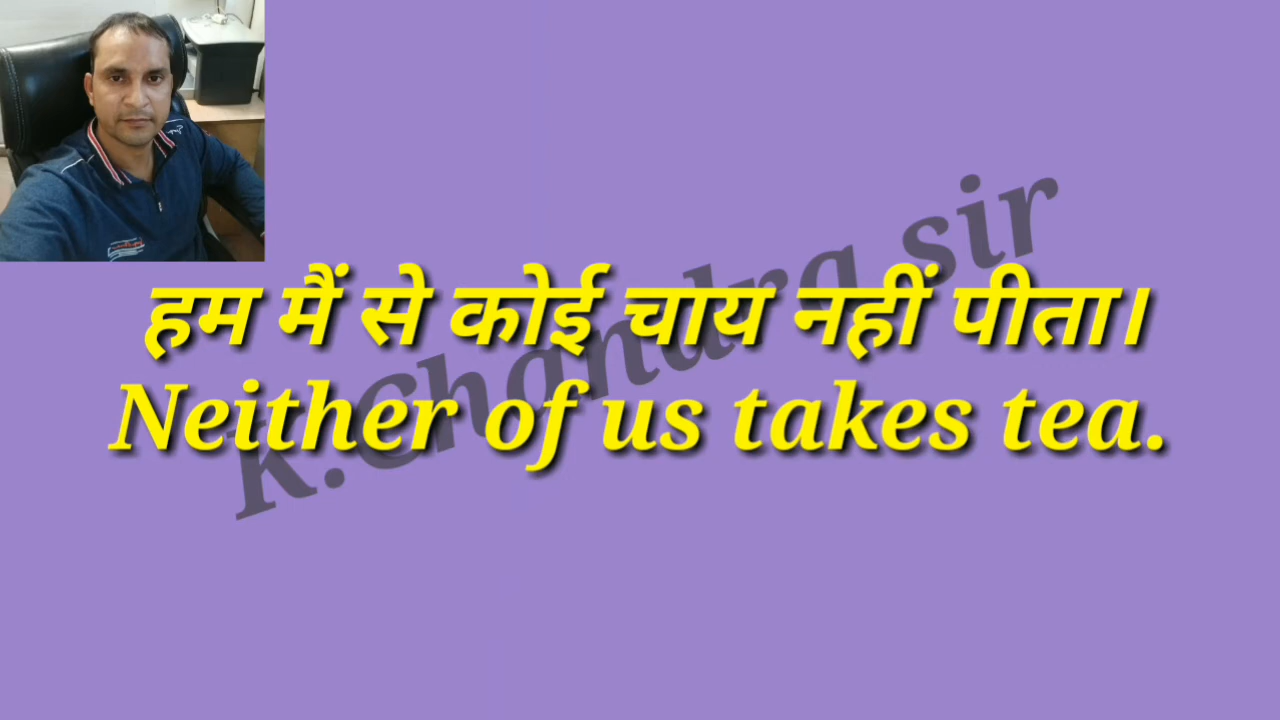 हम मैं से कोई चाय नहीं पीता।
Neither of us takes tea.
K.Chandra sir